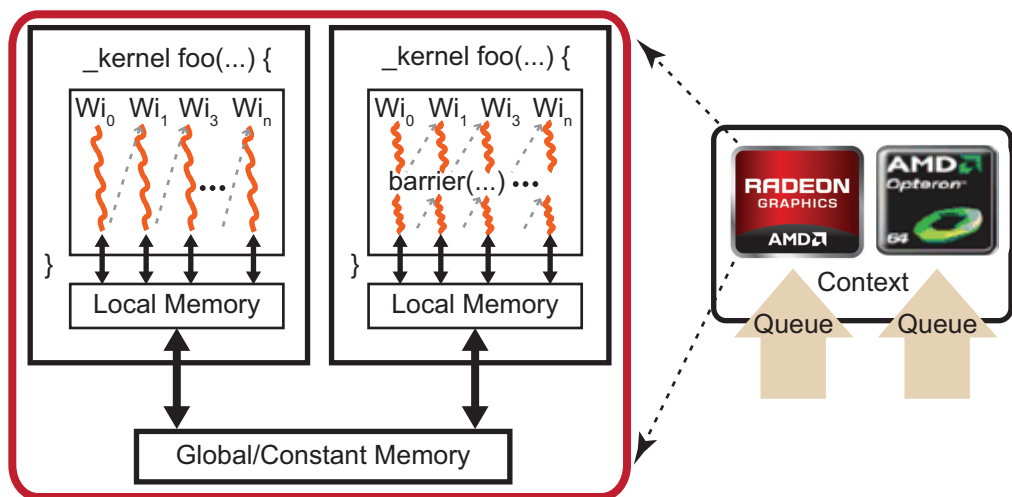 _kernel foo(...) {
Wi0 Wi1 Wi3 Win
...
}
Local Memory
_kernel foo(...) {
Wi0 Wi1 Wi3 Win
barrier(...) ...
}
Local Memory
Global/Constant Memory
RADEON
GRAPHICS
AMD
AMD
Opteron
64
Context
Queue
Queue